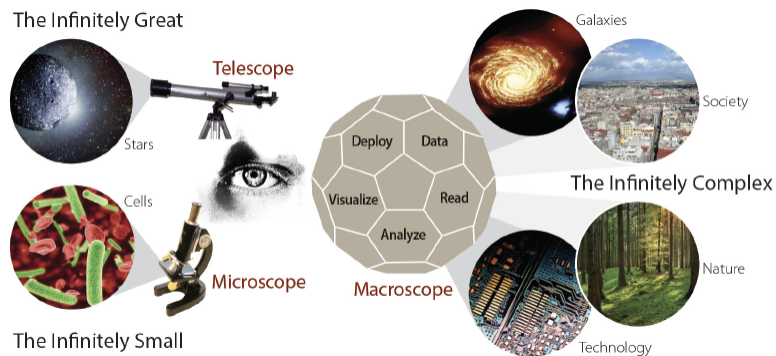 The Infinitely Great
Telescope
Stars
Cells
Microscope
The Infinitely Small
Deploy
Data
Visualize
Read
Analyze
Macroscope
Galaxies
Society
The Infinitely Complex
Nature
Technology